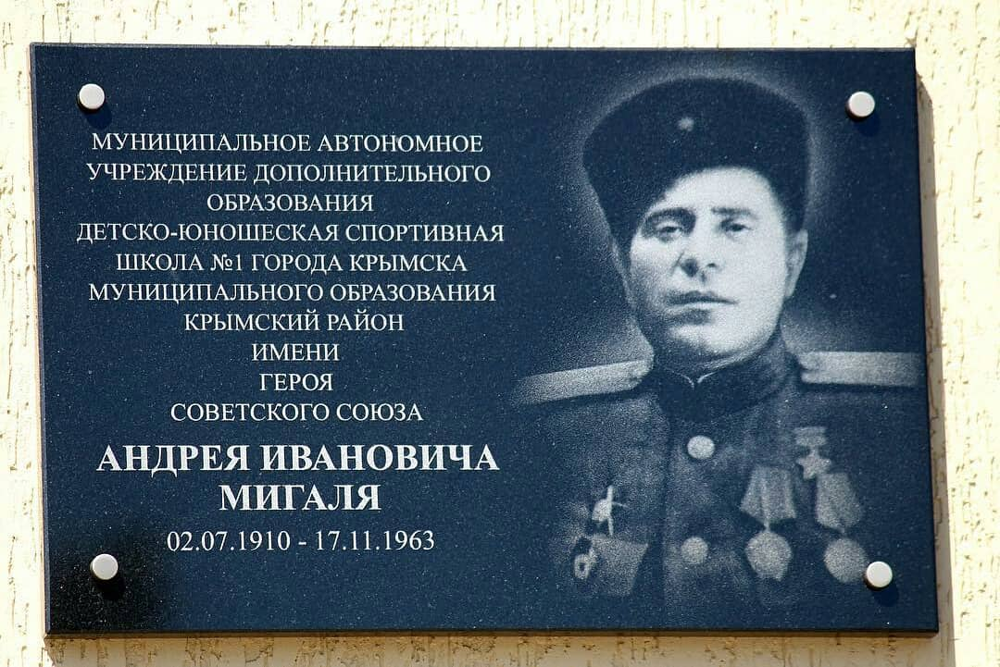 МУНИЦИПАЛЬНОЕ АВТОНОМНОЕ
УЧРЕЖДЕНИЕ ДОПОЛНИТЕЛЬНОГО
ОБРАЗОВАНИЯ
ДЕТСКО-ЮНОШЕСКАЯ СПОРТИВНАЯ
ШКОЛА №1 ГОРОДА КРЫМСКА
МУНИЦИПАЛЬНОГО ОБРАЗОВАНИЯ
КРЫМСКИЙ РАЙОН
ИМЕНИ
ГЕРОЯ
СОВЕТСКОГО СОЮЗА
АНДРЕЯ ИВАНОВИЧА
МИГАЛЯ
02.07.1910 - 17.11.1963